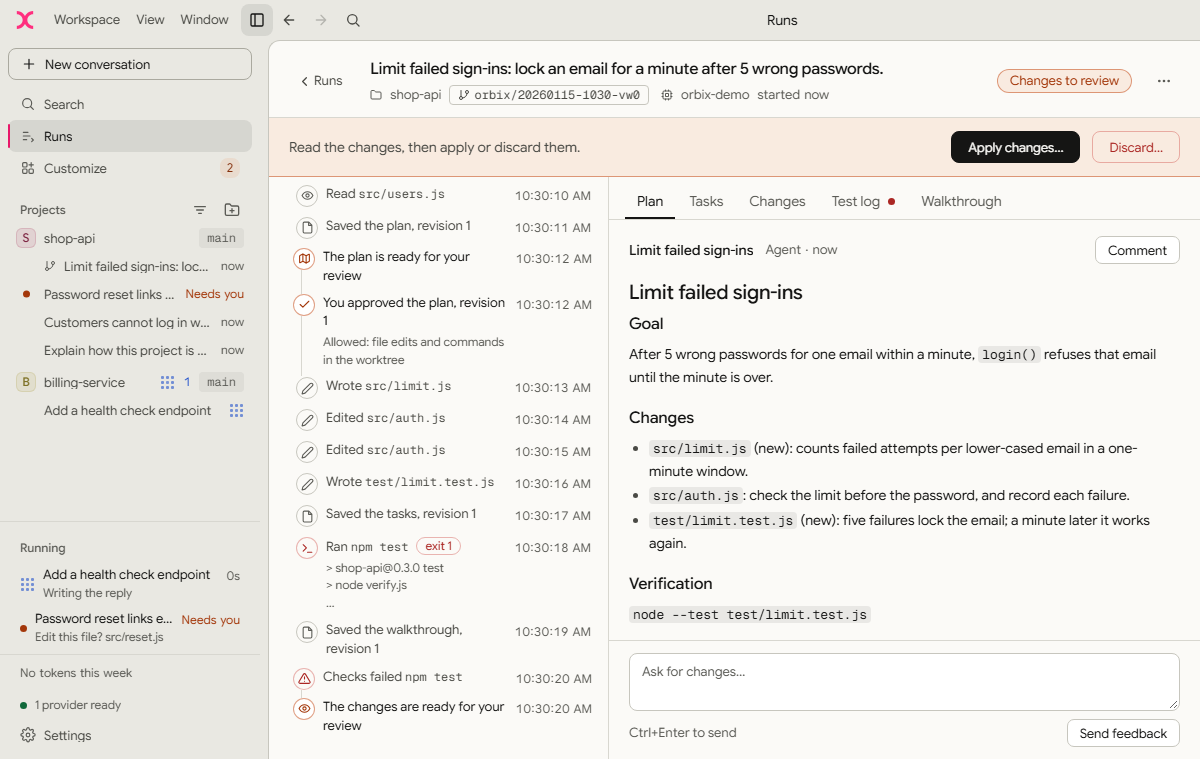 Workspace View Window
Runs
New conversation
Search
Runs
Customize 2
Projects
S shop-api main
Limit failed sign-ins: loc... now
Password reset links ... Needs you
Customers cannot log in w... now
Explain how this project is ... now
B billing-service 1 main
Add a health check endpoint
Running
Add a health check endpoint 0s
Writing the reply
Password reset links e... Needs you
Edit this file? src/reset.js
No tokens this week
1 provider ready
Settings
Runs
Limit failed sign-ins: lock an email for a minute after 5 wrong passwords.
shop-api orbix/20260115-1030-vw0 orbix-demo started now
Changes to review
Read the changes, then apply or discard them.
Apply changes...
Discard...
Read src/users.js 10:30:10 AM
Saved the plan, revision 1 10:30:11 AM
The plan is ready for your 10:30:12 AM
review
You approved the plan, revision 10:30:12 AM
1
Allowed: file edits and commands
in the worktree
Wrote src/limit.js 10:30:13 AM
Edited src/auth.js 10:30:14 AM
Edited src/auth.js 10:30:15 AM
Wrote test/limit.test.js 10:30:16 AM
Saved the tasks, revision 1 10:30:17 AM
Ran npm test exit 1 10:30:18 AM
> shop-api@0.3.0 test
> node verify.js
...
Saved the walkthrough, 10:30:19 AM
revision 1
Checks failed npm test 10:30:20 AM
The changes are ready for your 10:30:20 AM
review
Plan Tasks Changes Test log Walkthrough
Limit failed sign-ins Agent · now
Comment
Limit failed sign-ins
Goal
After 5 wrong passwords for one email within a minute, login() refuses that email
until the minute is over.
Changes
• src/limit.js (new): counts failed attempts per lower-cased email in a one-
minute window.
• src/auth.js: check the limit before the password, and record each failure.
• test/limit.test.js (new): five failures lock the email; a minute later it works
again.
Verification
node --test test/limit.test.js
Ask for changes...
Ctrl+Enter to send
Send feedback